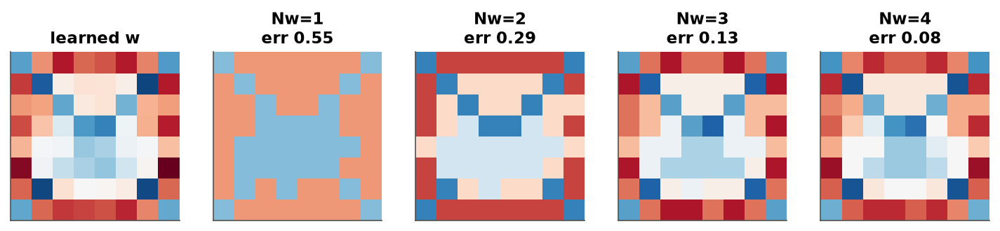 learned w
Nw=1
err 0.55
Nw=2
err 0.29
Nw=3
err 0.13
Nw=4
err 0.08